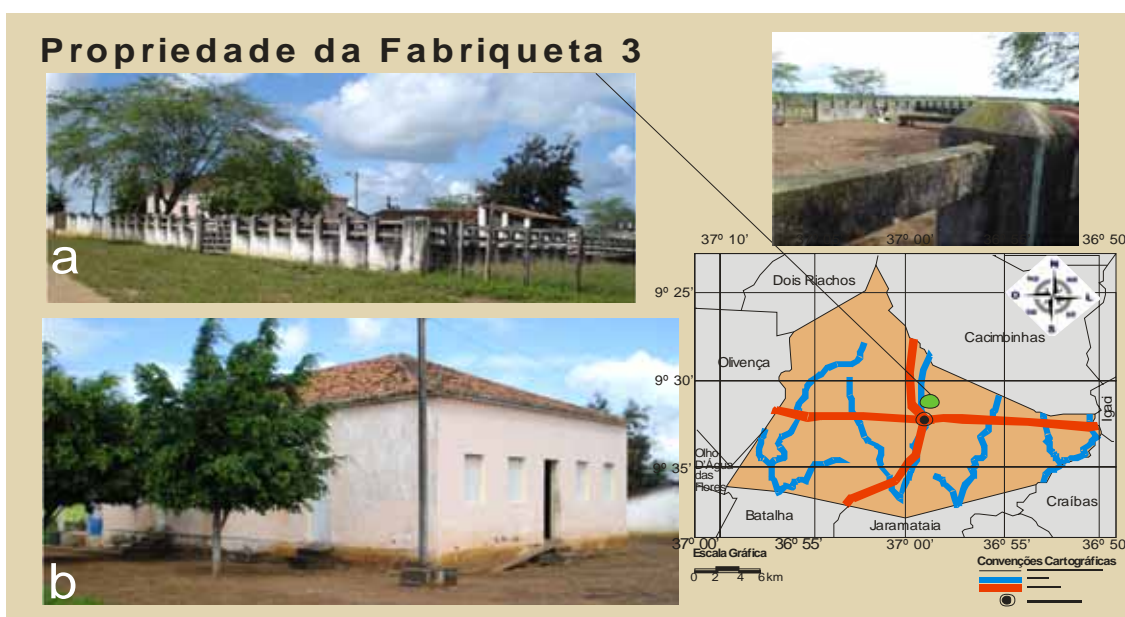 Propriedade da Fabriqueta 3
a
b
37º 10'
37º 00'
36º 50'
9º 25'
9º 30'
9º 35'
Dois Riachos
Cacimbinhas
Olivença
Igaci
Olho
D'Água
das
Flores
Batalha
Jaramataia
Craíbas
N
O
L
S
37º 00'
36º 55'
37º 00'
36º 55'
36º 50'
Escala Gráfica
0 2 4 6km
Convenções Cartográficas